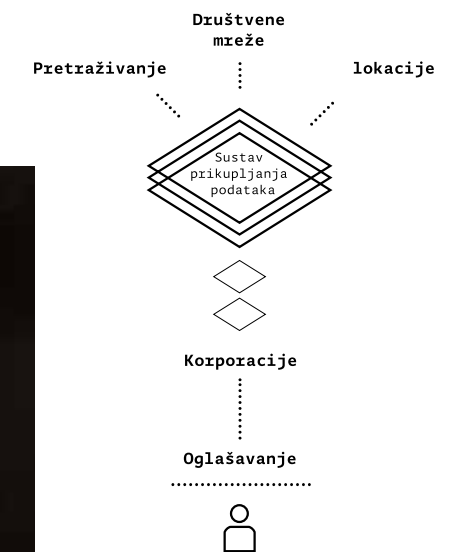 Društvene
mreže
Pretraživanje
lokacije
Sustav
prikupljanja
podataka
Korporacije
Oglašavanje